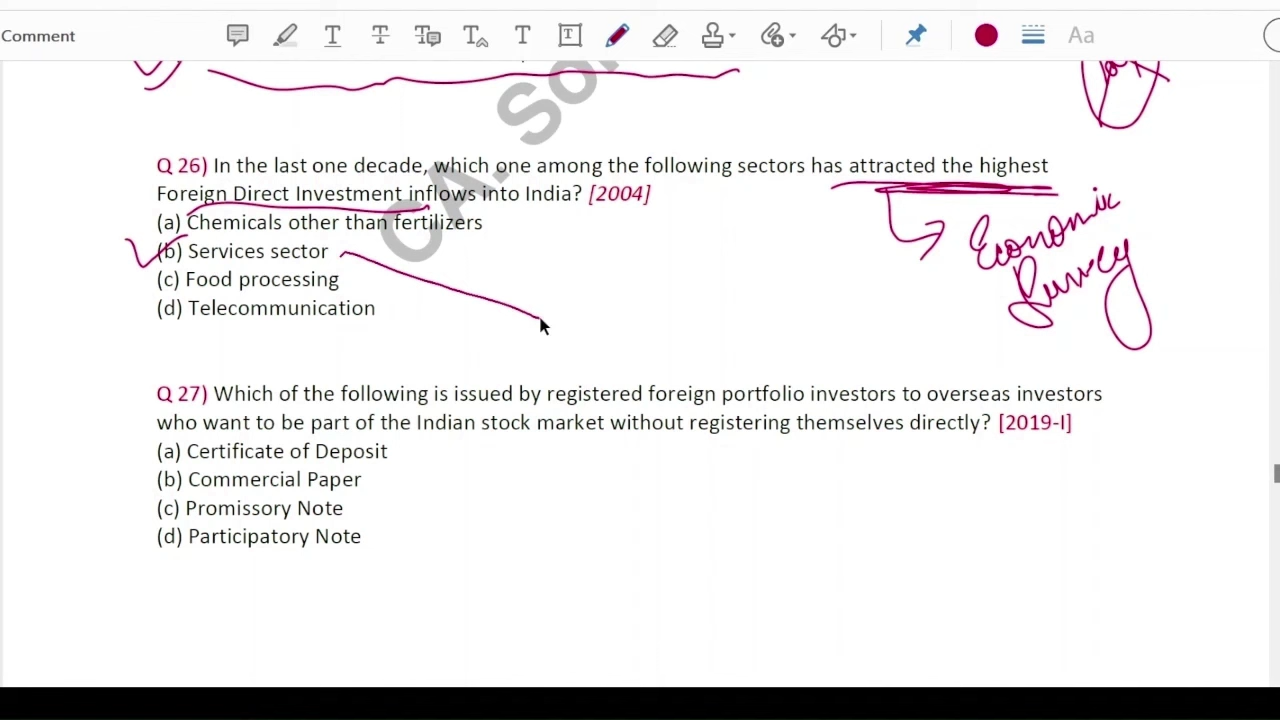 Comment
T T T T T T Aa
CA. So
Q 26) In the last one decade, which one among the following sectors has attracted the highest
Foreign Direct Investment inflows into India? [2004]
(a) Chemicals other than fertilizers
(b) Services sector
(c) Food processing
(d) Telecommunication
Economic
Survey
Q 27) Which of the following is issued by registered foreign portfolio investors to overseas investors
who want to be part of the Indian stock market without registering themselves directly? [2019-I]
(a) Certificate of Deposit
(b) Commercial Paper
(c) Promissory Note
(d) Participatory Note